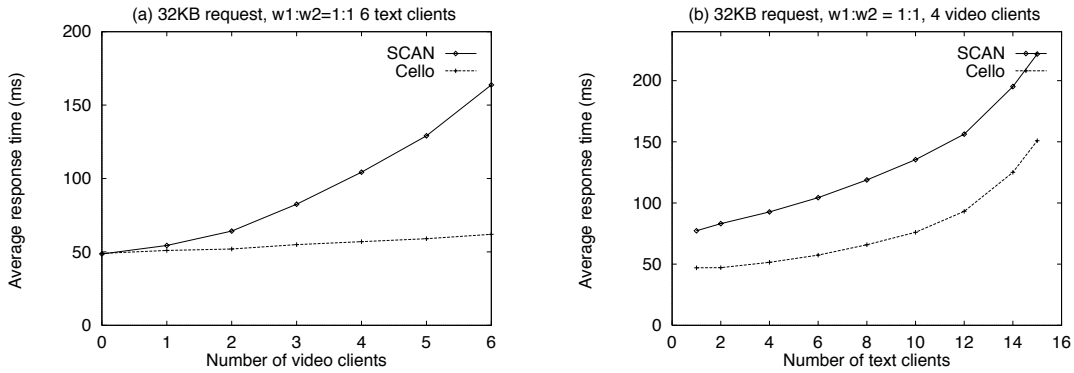 (a) 32KB request, w1:w2=1:1 6 text clients
200
150
100
50
0
Average response time (ms)
SCAN
Cello
0 1 2 3 4 5 6
Number of video clients
(b) 32KB request, w1:w2 = 1:1, 4 video clients
200
150
100
50
0
Average response time (ms)
SCAN
Cello
0 2 4 6 8 10 12 14 16
Number of text clients